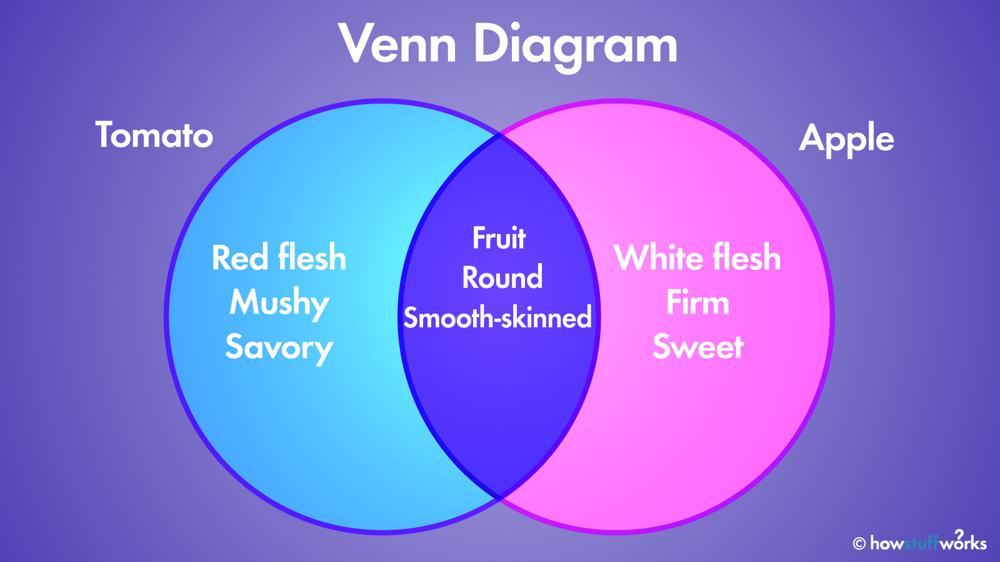 Venn Diagram
Tomato
Apple
Red flesh
Mushy
Savory
Fruit
Round
Smooth-skinned
White flesh
Firm
Sweet
© howstuffworks